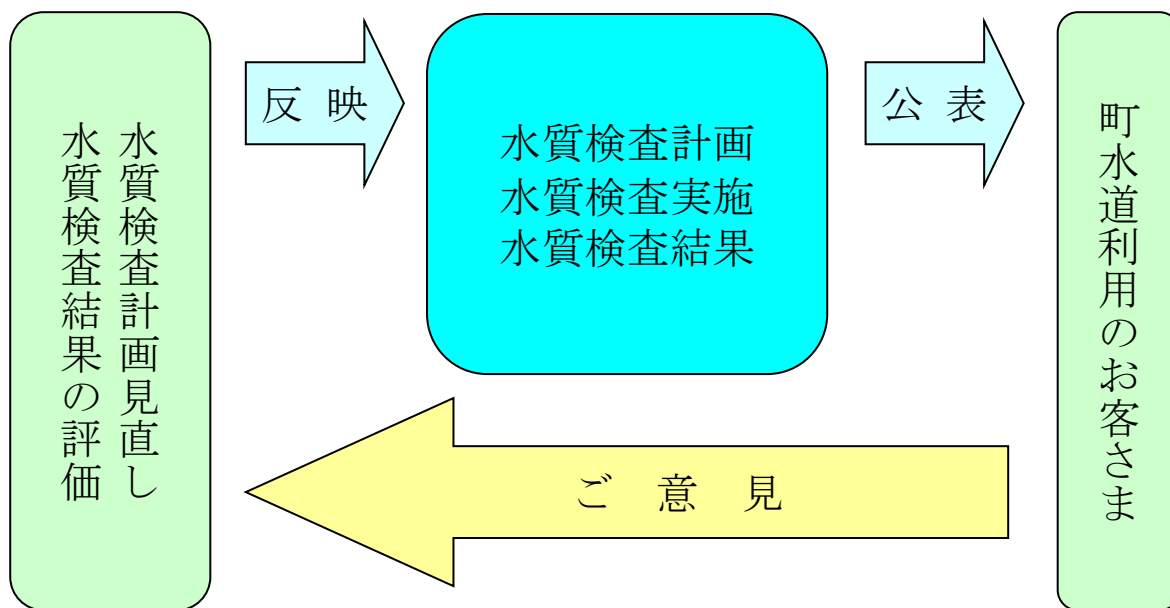 水質検査計画見直し
水質検査結果の評価
反 映
水質検査計画
水質検査実施
水質検査結果
公 表
町水道利用のお客さま
ご 意 見